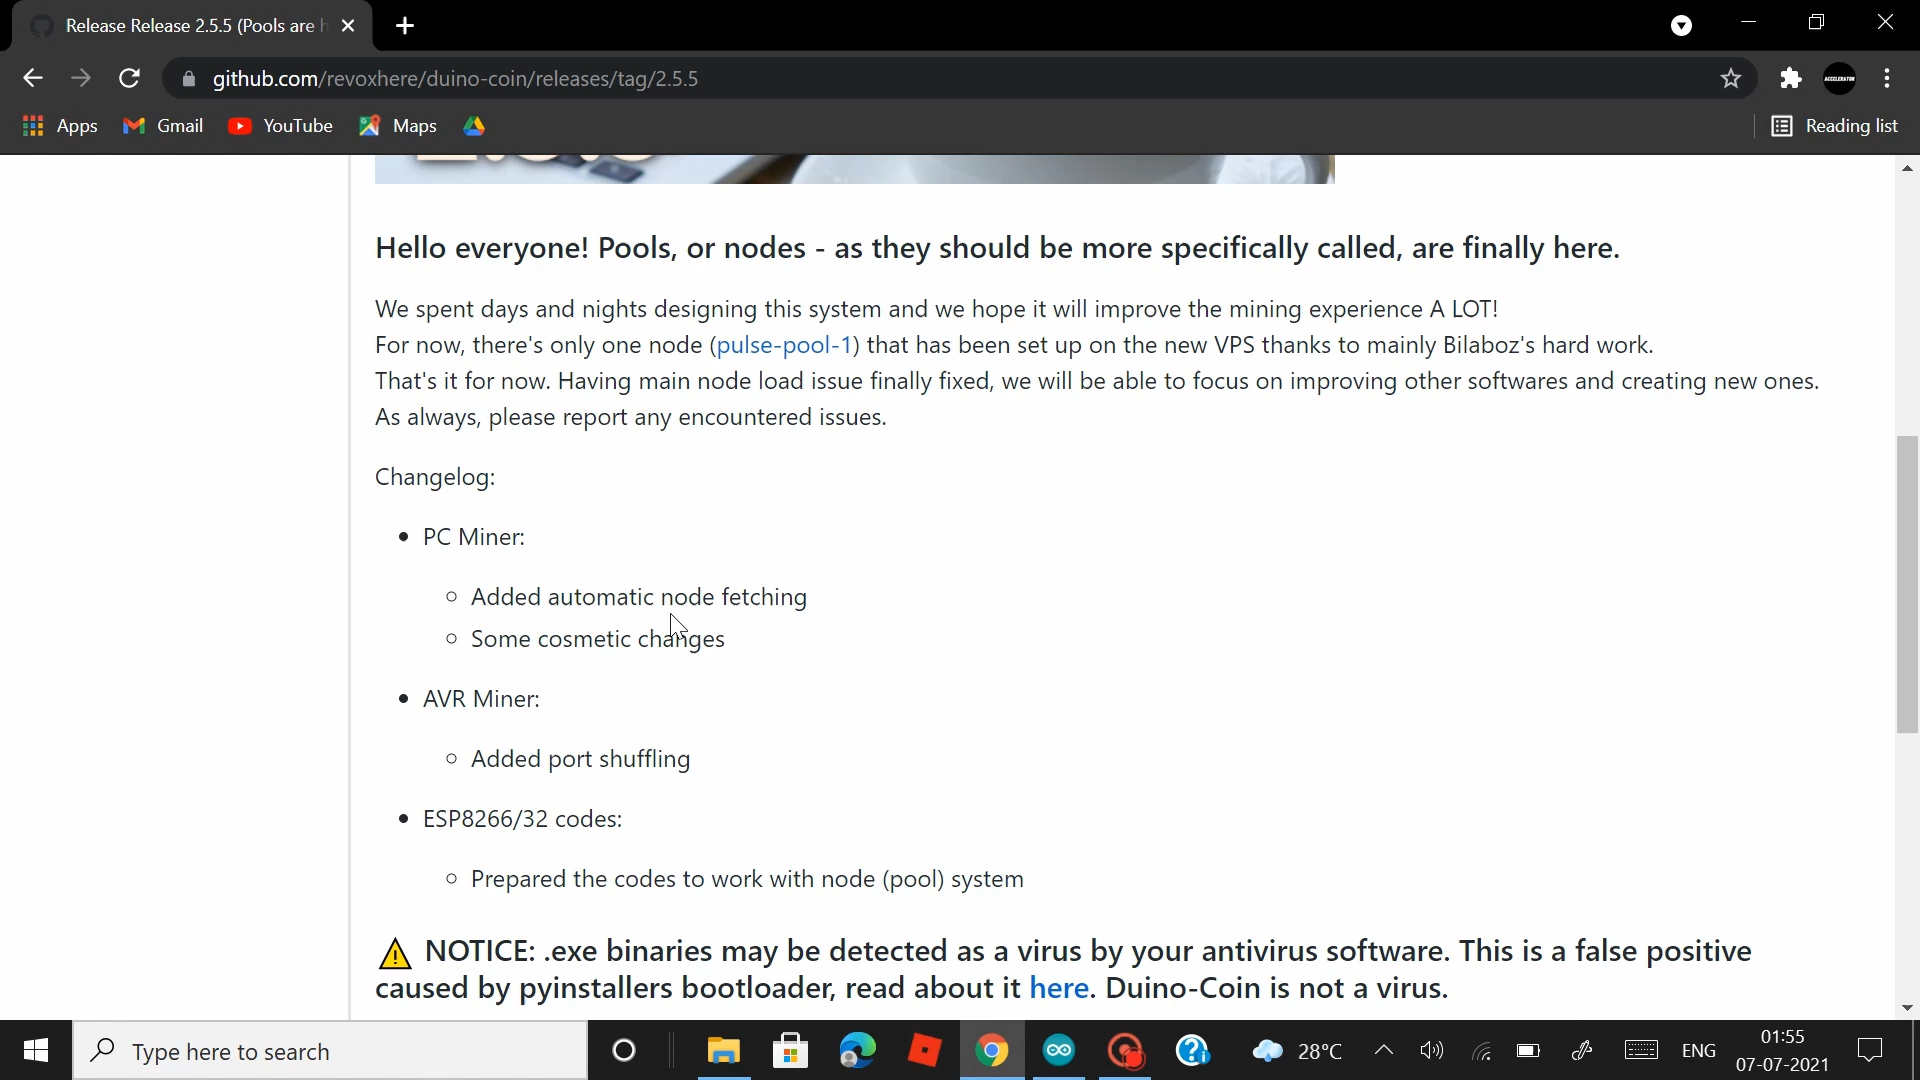 Release Release 2.5.5 (Pools are h
github.com/revoxhere/duino-coin/releases/tag/2.5.5
ACCELERATOR
Apps
Gmail
YouTube
Maps
Reading list
Hello everyone! Pools, or nodes - as they should be more specifically called, are finally here.
We spent days and nights designing this system and we hope it will improve the mining experience A LOT!
For now, there's only one node (pulse-pool-1) that has been set up on the new VPS thanks to mainly Bilaboz's hard work.
That's it for now. Having main node load issue finally fixed, we will be able to focus on improving other softwares and creating new ones.
As always, please report any encountered issues.
Changelog:
PC Miner:
Added automatic node fetching
Some cosmetic changes
AVR Miner:
Added port shuffling
ESP8266/32 codes:
Prepared the codes to work with node (pool) system
NOTICE: .exe binaries may be detected as a virus by your antivirus software. This is a false positive
caused by pyinstallers bootloader, read about it here. Duino-Coin is not a virus.
Type here to search
28°C
ENG
01:55
07-07-2021